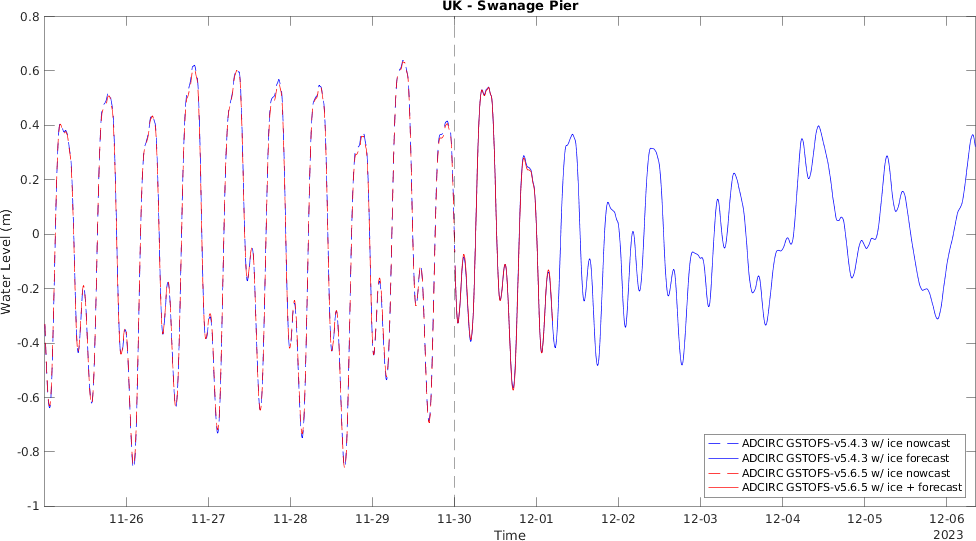 UK - Swanage Pier
0.8
0.6
0.4
0.2
0
-0.2
-0.4
-0.6
-0.8
-1
Water Level (m)
11-26 11-27 11-28 11-29 11-30 12-01 12-02 12-03 12-04 12-05 12-06
Time
2023
ADCIRC GSTOFS-v5.4.3 w/ ice nowcast
ADCIRC GSTOFS-v5.4.3 w/ ice forecast
ADCIRC GSTOFS-v5.6.5 w/ ice nowcast
ADCIRC GSTOFS-v5.6.5 w/ ice + forecast